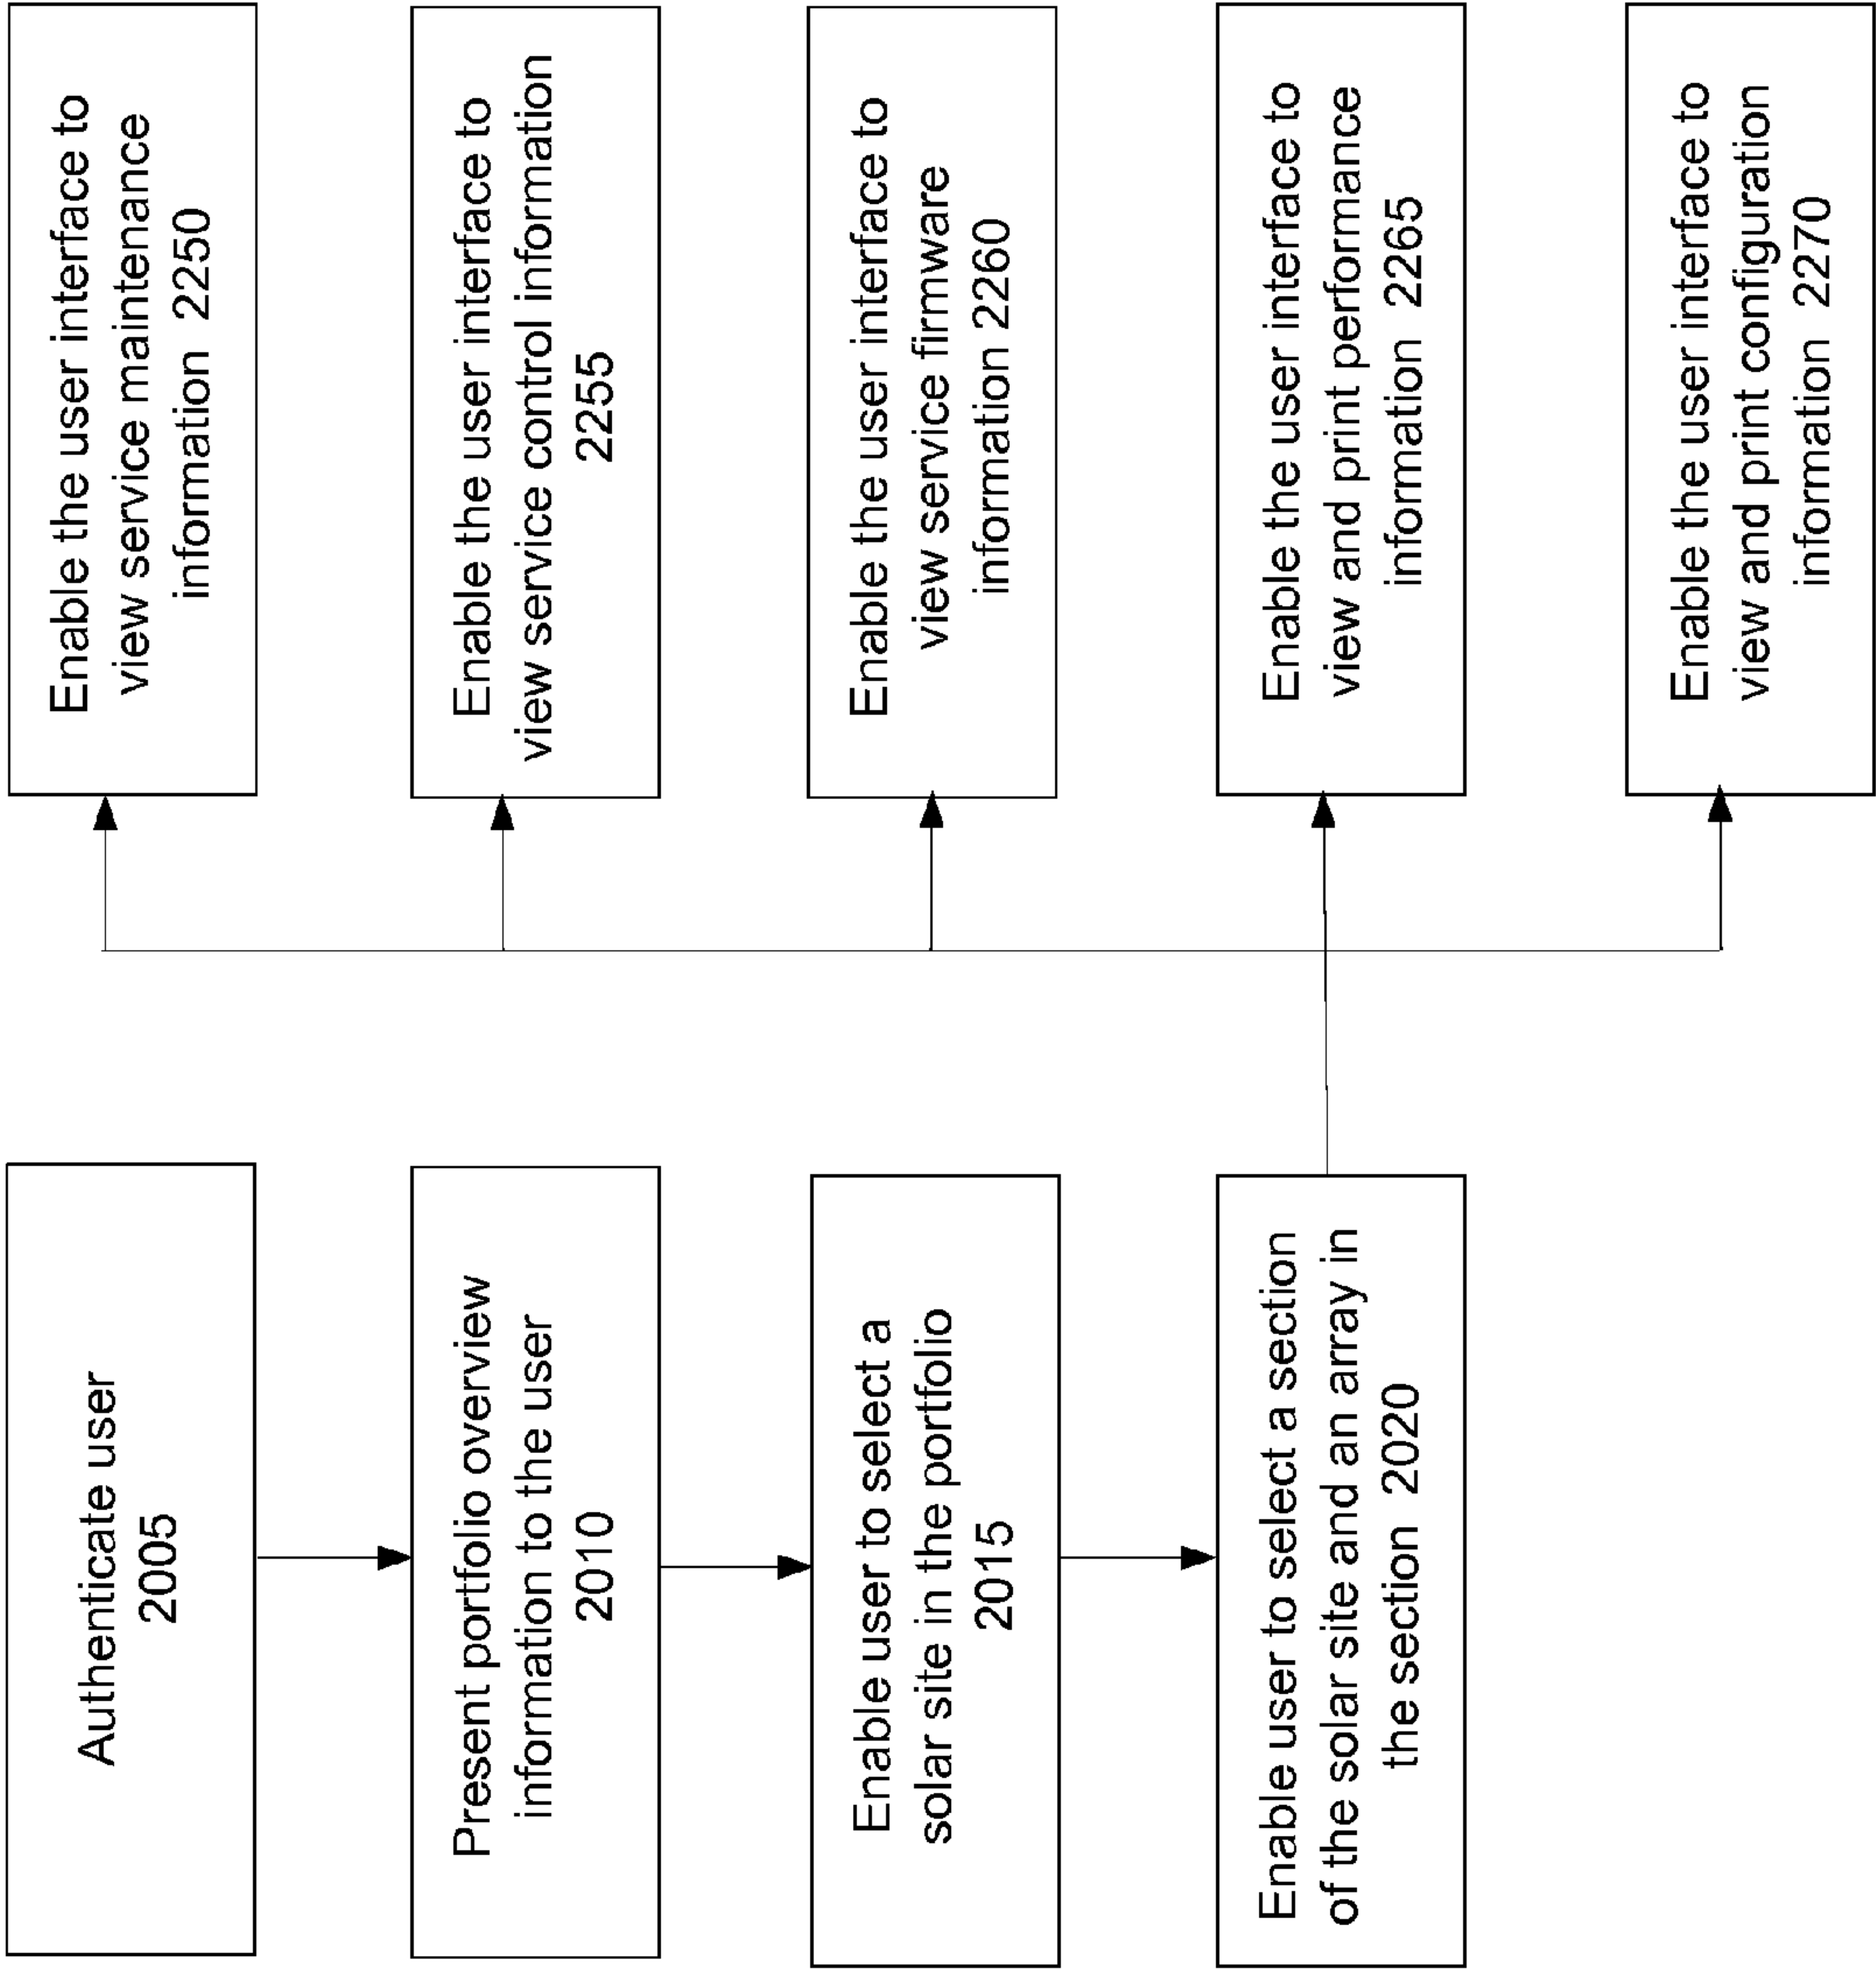 Authenticate user
2005
Present portfolio overview
information to the user
2010
Enable user to select a
solar site in the portfolio
2015
Enable user to select a section
of the solar site and an array in
the section 2020
Enable the user interface to
view service maintenance
information 2250
Enable the user interface to
view service control information
2255
Enable the user interface to
view service firmware
information 2260
Enable the user interface to
view and print performance
information 2265
Enable the user interface to
view and print configuration
information 2270